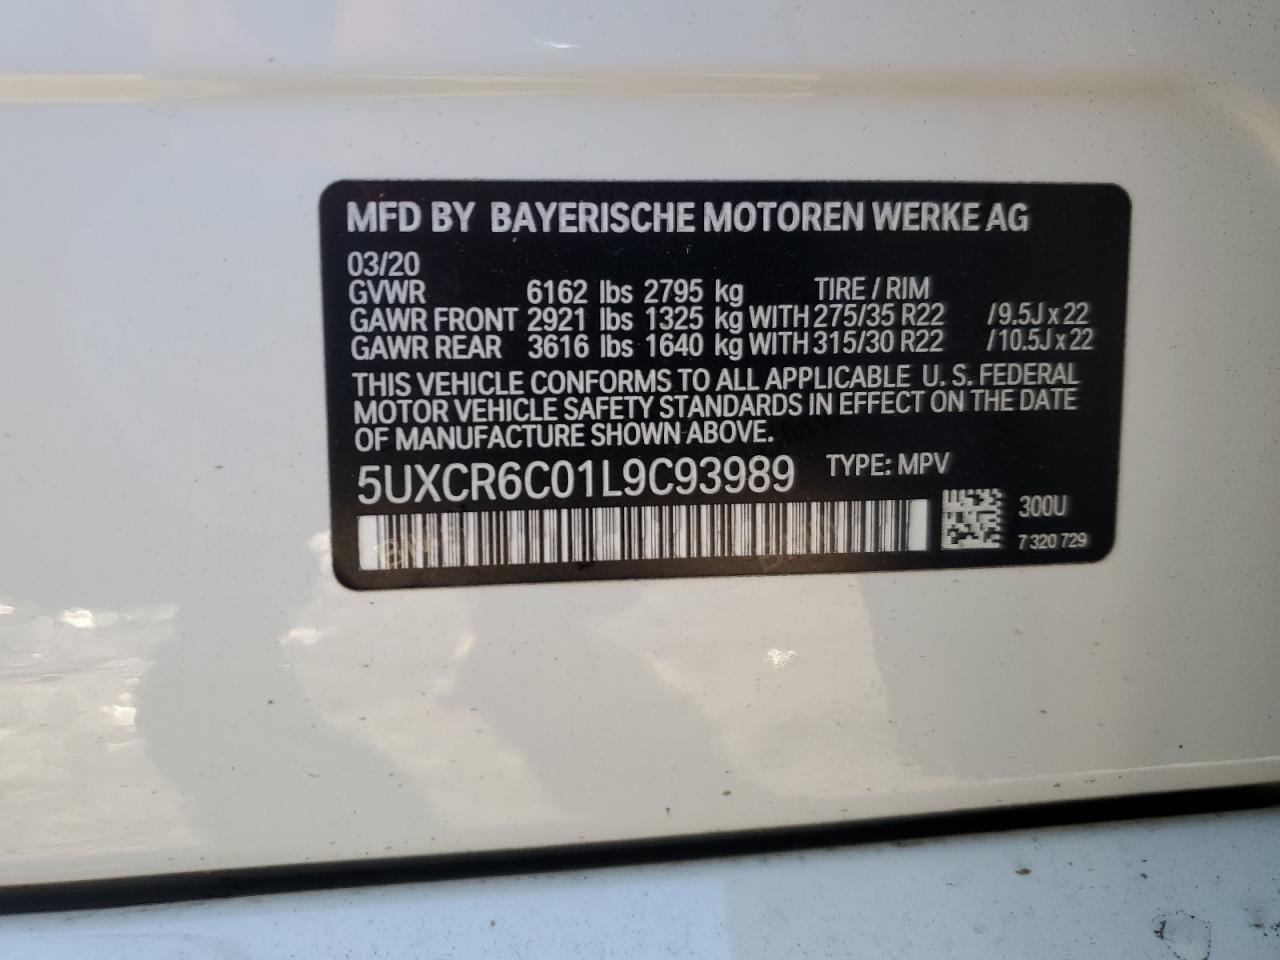 MFD BY BAYERISCHE MOTOREN WERKE AG
03/20
GVWR 6162 lbs 2795 kg TIRE / RIM
GAWR FRONT 2921 lbs 1325 kg WITH 275/35 R22 /9.5J x 22
GAWR REAR 3616 lbs 1640 kg WITH 315/30 R22 /10.5J x 22
THIS VEHICLE CONFORMS TO ALL APPLICABLE U. S. FEDERAL
MOTOR VEHICLE SAFETY STANDARDS IN EFFECT ON THE DATE
OF MANUFACTURE SHOWN ABOVE.
5UXCR6C01L9C93989 TYPE: MPV
300U
7 320 729